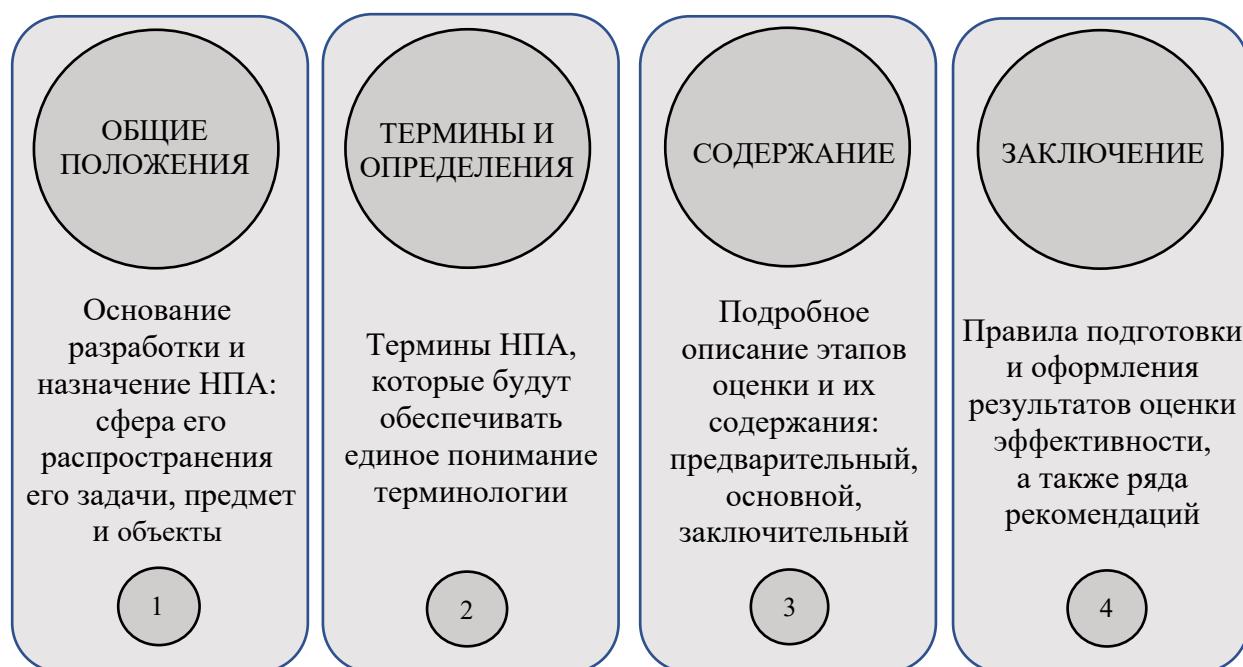 ОБЩИЕ
ПОЛОЖЕНИЯ
Основание
разработки и
назначение НПА:
сфера его
распространения
его задачи, предмет
и объекты
1
ТЕРМИНЫ И
ОПРЕДЕЛЕНИЯ
Термины НПА,
которые будут
обеспечивать
единое понимание
терминологии
2
СОДЕРЖАНИЕ
Подробное
описание этапов
оценки и их
содержания:
предварительный,
основной,
заключительный
3
ЗАКЛЮЧЕНИЕ
Правила подготовки
и оформления
результатов оценки
эффективности,
а также ряда
рекомендаций
4